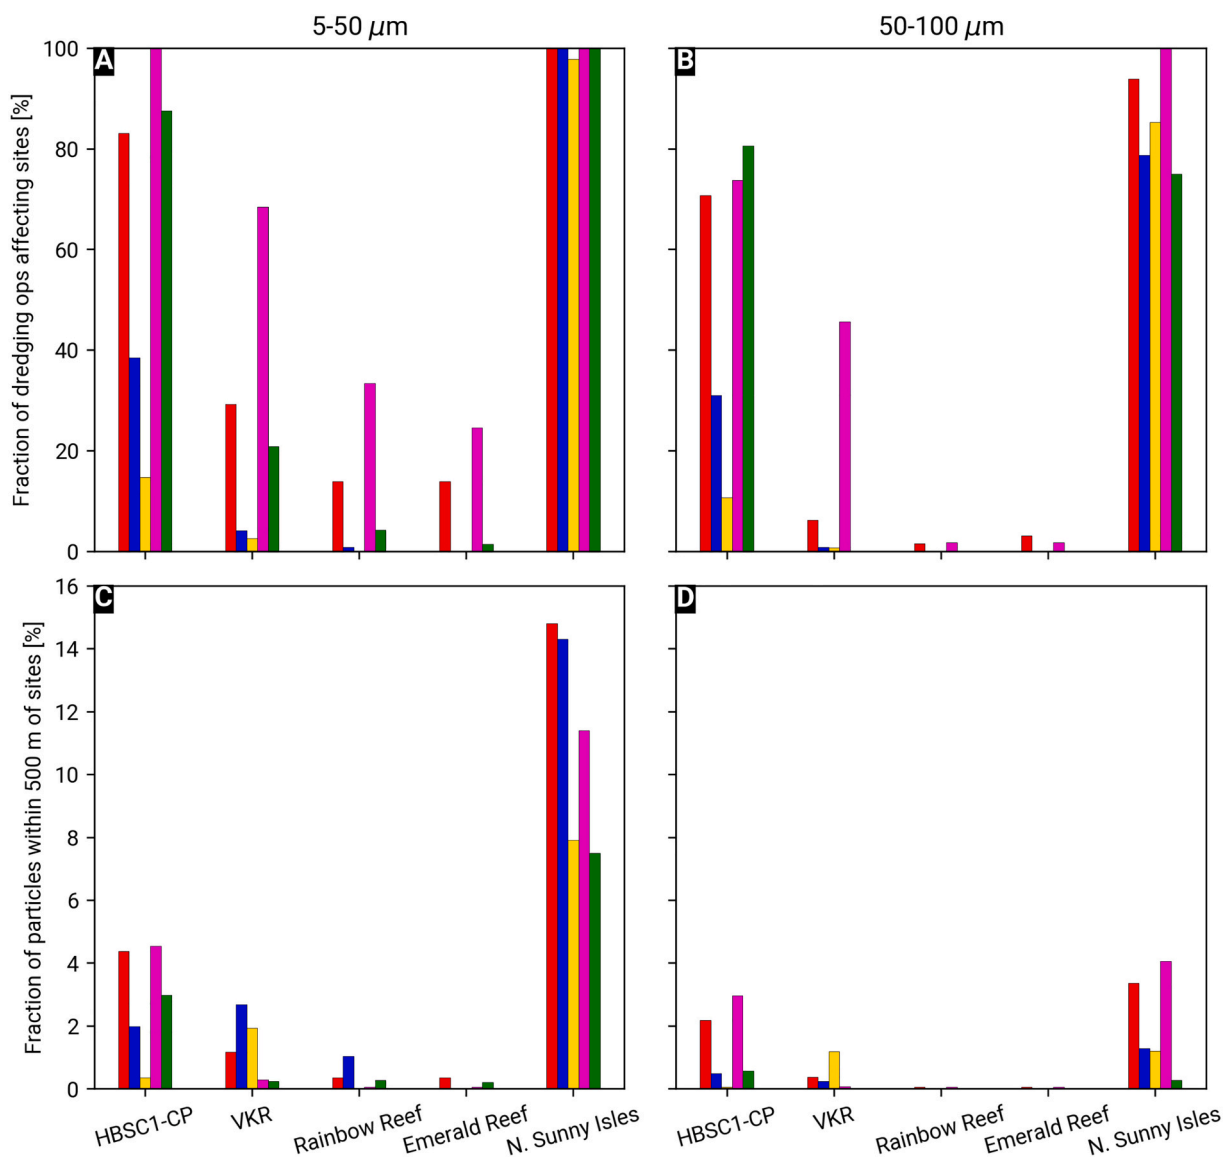 5-50 μm
50-100 μm
A
B
Fraction of dredging ops affecting sites [%]
100
80
60
40
20
0
C
D
Fraction of particles within 500 m of sites [%]
16
14
12
10
8
6
4
2
0
HBSC1-CP
VKR
Rainbow Reef
Emerald Reef
N. Sunny Isles
HBSC1-CP
VKR
Rainbow Reef
Emerald Reef
N. Sunny Isles